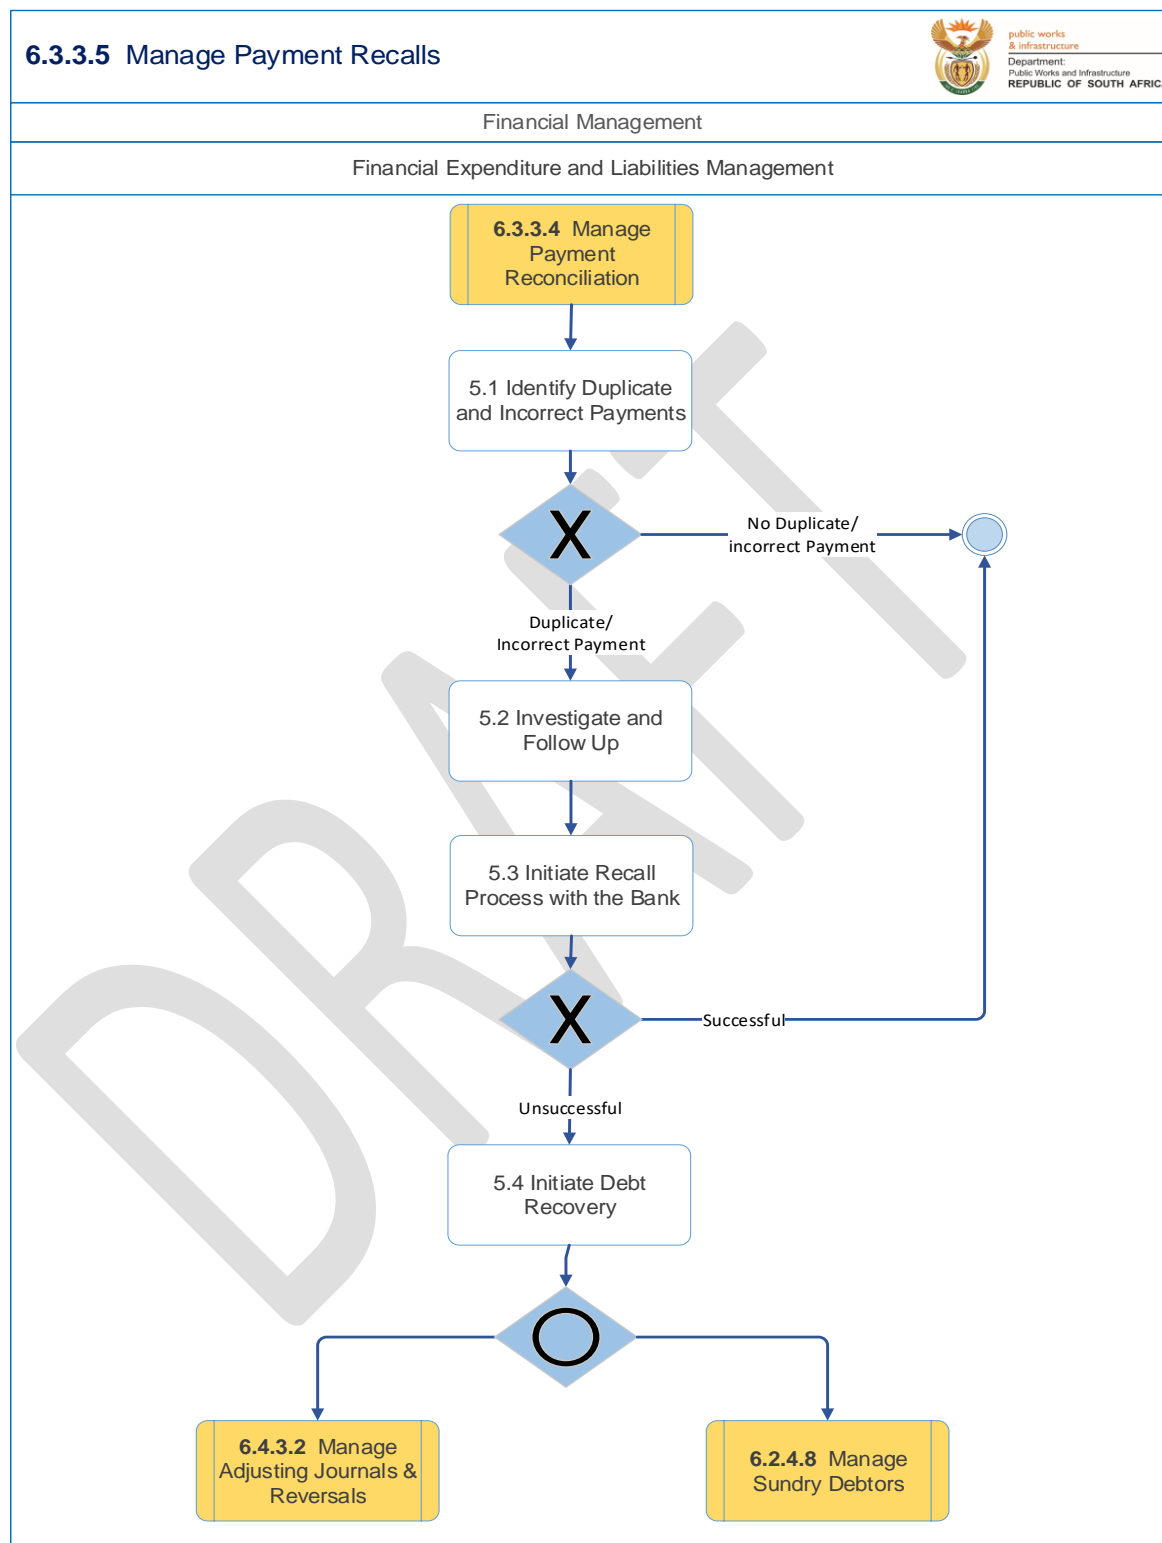 6.3.3.5 Manage Payment Recalls
public works
& infrastructure
Department:
Public Works and Infrastructure
REPUBLIC OF SOUTH AFRICA
Financial Management
Financial Expenditure and Liabilities Management
6.3.3.4 Manage
Payment
Reconciliation
5.1 Identify Duplicate
and Incorrect Payments
X
No Duplicate/
incorrect Payment
Duplicate/
Incorrect Payment
5.2 Investigate and
Follow Up
5.3 Initiate Recall
Process with the Bank
X
Successful
Unsuccessful
5.4 Initiate Debt
Recovery
6.4.3.2 Manage
Adjusting Journals &
Reversals
6.2.4.8 Manage
Sundry Debtors
DRAFT